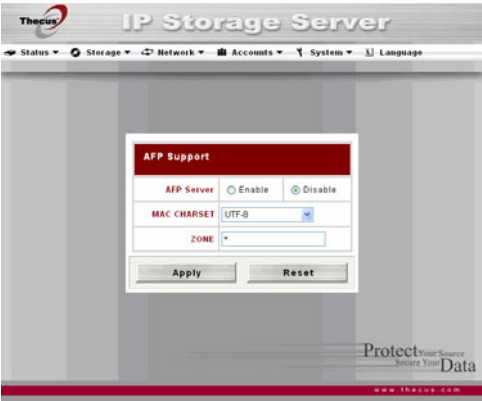 Thecus
IP Storage Server
Status Storage Network Accounts System Language
AFP Support
AFP Server Enable Disable
MAC CHARSET UTF-8
ZONE *
Apply Reset
Protect Your Source
Secure Your Data
www.thecus.com